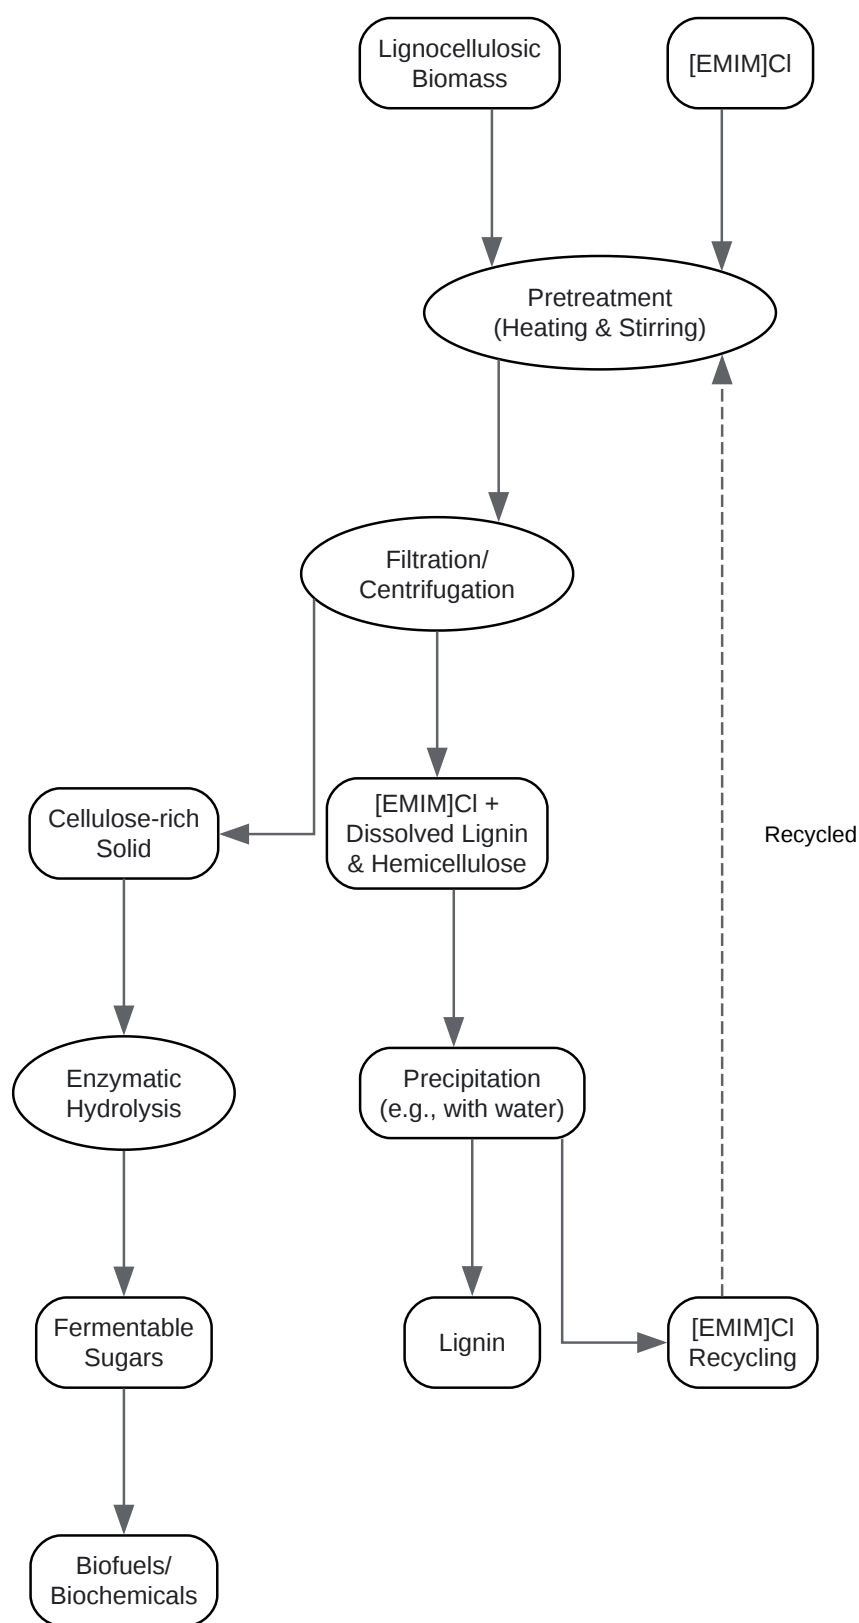 Lignocellulosic
Biomass
[EMIM]Cl
Pretreatment
(Heating & Stirring)
Filtration/
Centrifugation
Cellulose-rich
Solid
[EMIM]Cl +
Dissolved Lignin
& Hemicellulose
Recycled
Enzymatic
Hydrolysis
Precipitation
(e.g., with water)
Fermentable
Sugars
Lignin
[EMIM]Cl
Recycling
Biofuels/
Biochemicals